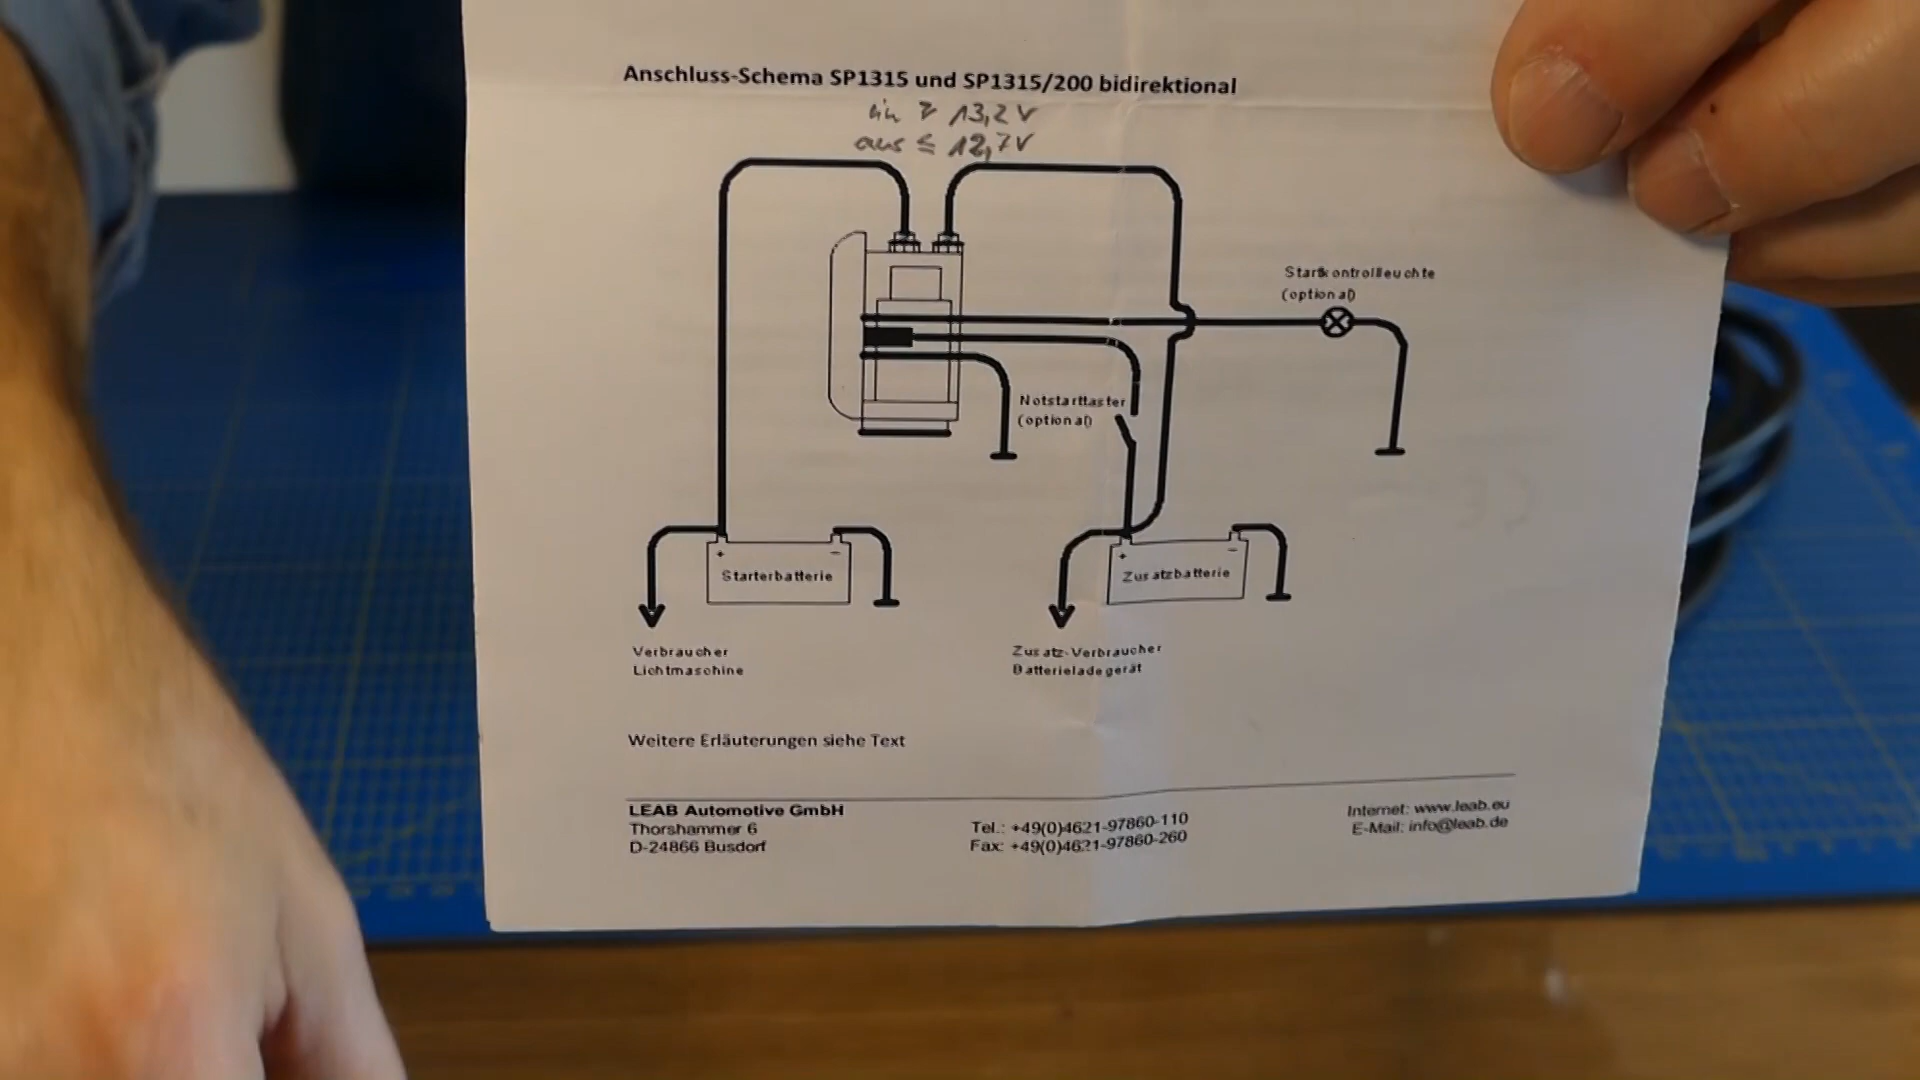 Anschluss-Schema SP1315 und SP1315/200 bidirektional
ein ≥ 13,2 V
aus ≤ 12,7 V
Startkontrollleuchte
(optional)
Notstarttaster
(optional)
+ −
Starterbatterie
+ −
Zusatzbatterie
Verbraucher
Lichtmaschine
Zusatz-Verbraucher
Batterieladegerät
Weitere Erläuterungen siehe Text
LEAB Automotive GmbH
Thorshammer 6
D-24866 Busdorf
Tel.: +49(0)4621-97860-110
Fax: +49(0)4621-97860-260
Internet: www.leab.eu
E-Mail: info@leab.de
CE